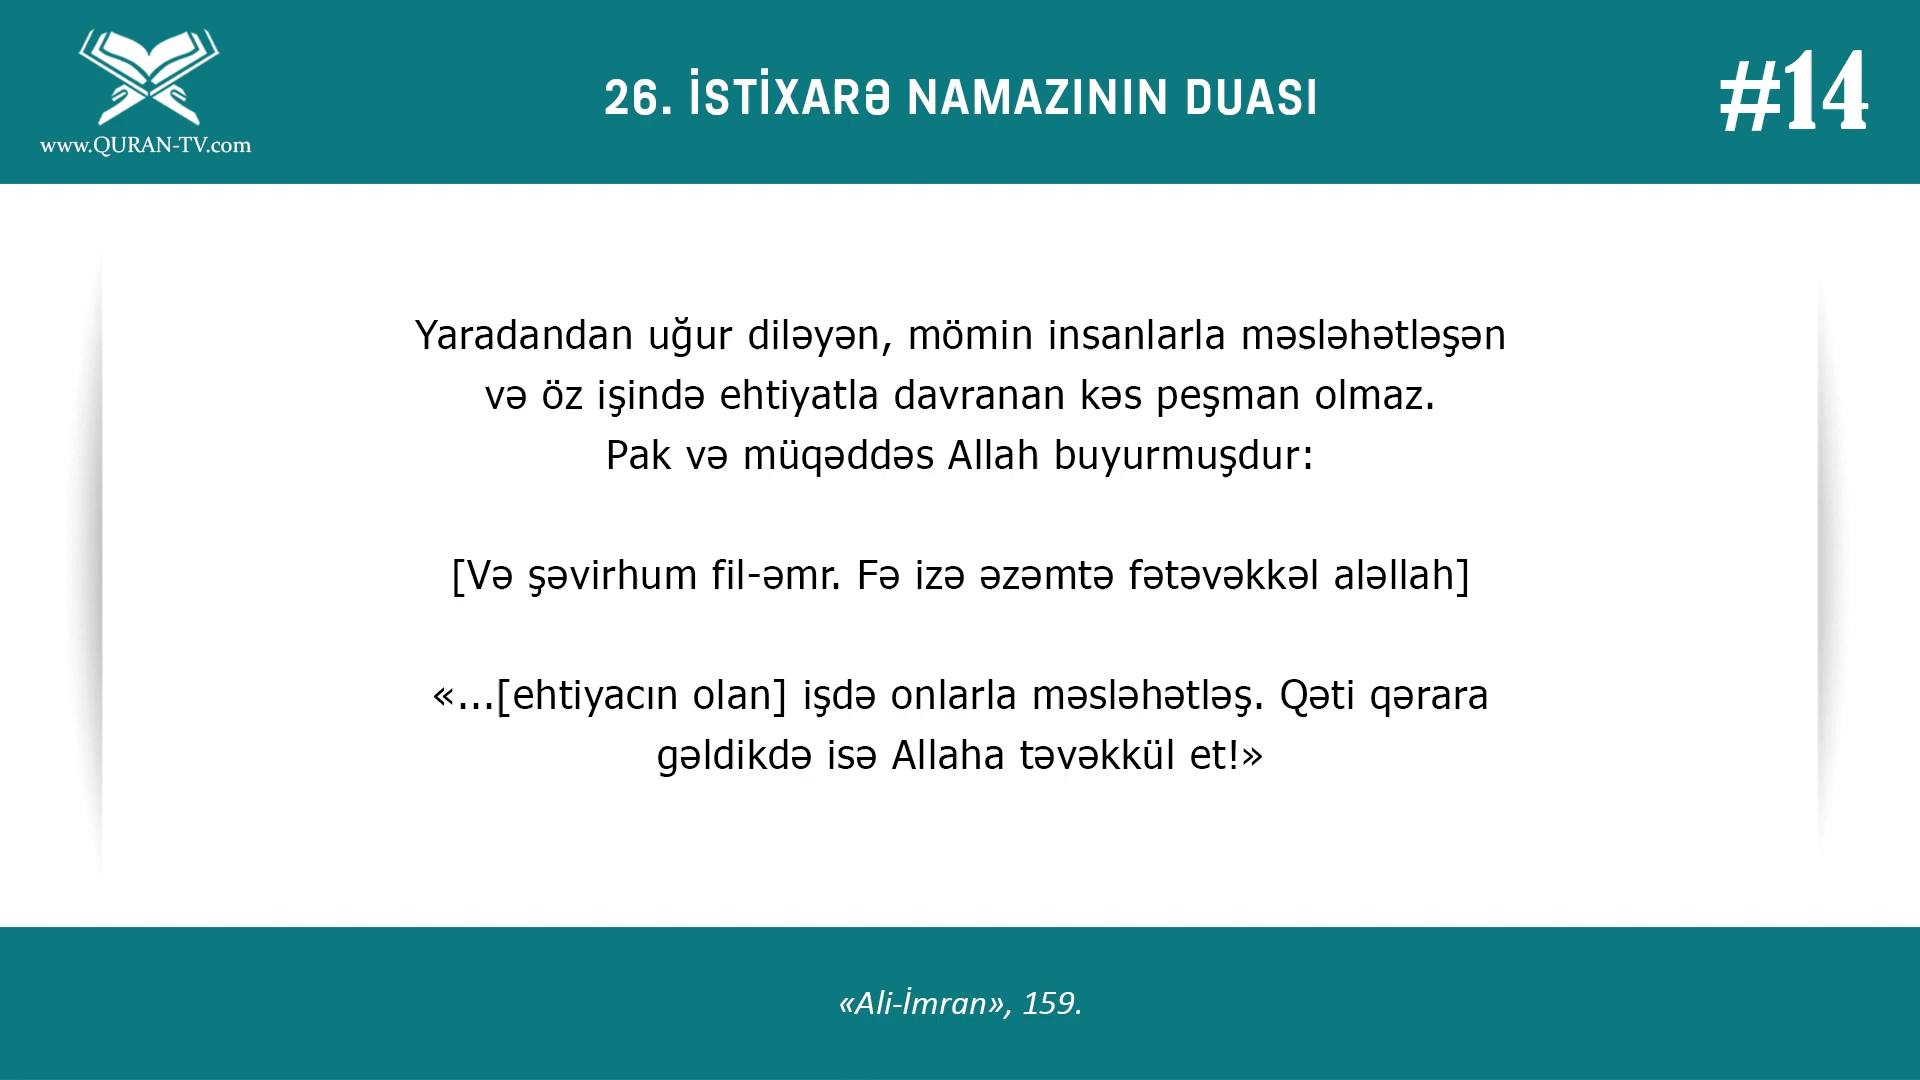 www.QURAN-TV.com
26. İSTİXARƏ NAMAZININ DUASI
#14
Yaradandan uğur diləyən, mömin insanlarla məsləhətləşən
və öz işində ehtiyatla davranan kəs peşman olmaz.
Pak və müqəddəs Allah buyurmuşdur:
[Və şəvirhum fil-əmr. Fə izə əzəmtə fətəvəkkəl aləllah]
«...[ehtiyacın olan] işdə onlarla məsləhətləş. Qəti qərara
gəldikdə isə Allaha təvəkkül et!»
«Ali-İmran», 159.